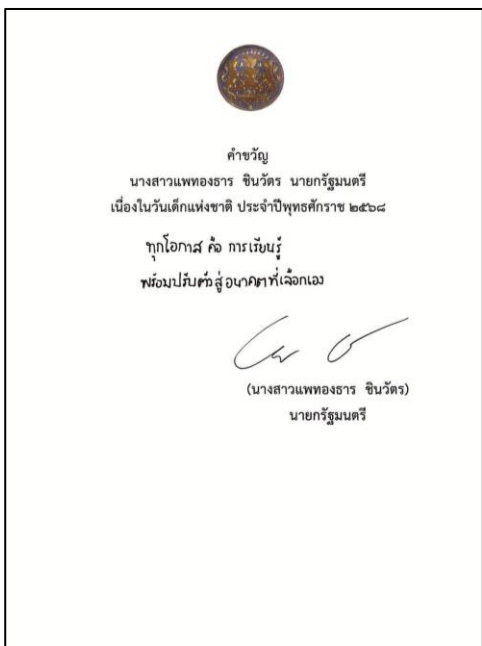 คำขวัญ
นางสาวแพทองธาร ชินวัตร นายกรัฐมนตรี
เนื่องในวันเด็กแห่งชาติ ประจำปีพุทธศักราช ๒๕๖๘
ทุกโอกาส คือ การเรียนรู้
พร้อมปรับตัวสู่อนาคตที่เลือกเอง
(นางสาวแพทองธาร ชินวัตร)
นายกรัฐมนตรี